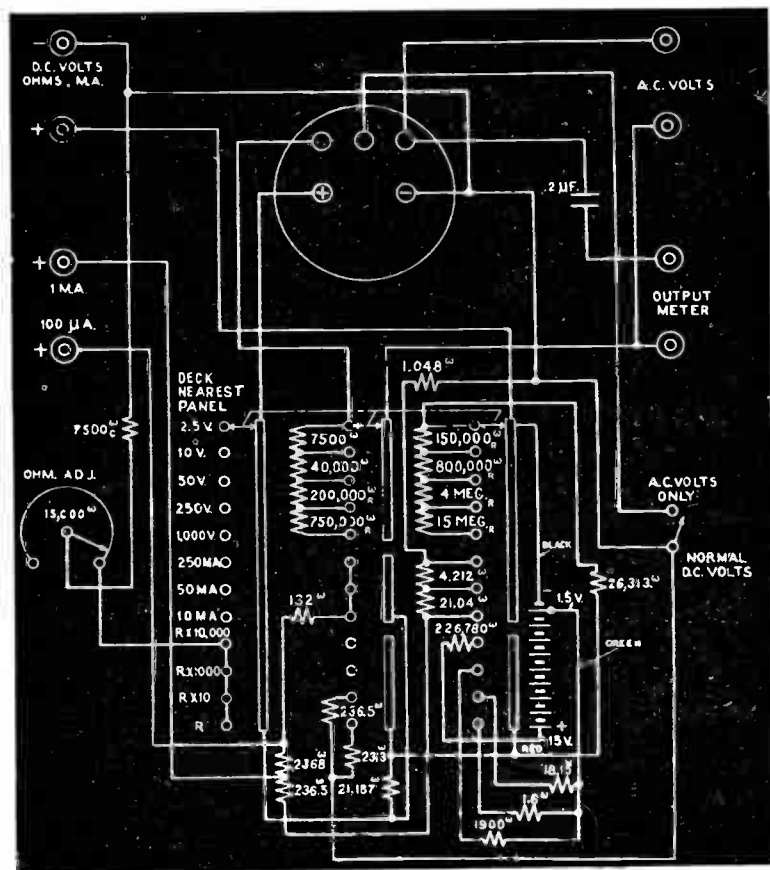 -
D.C. VOLTS
OHMS, M.A.
+
+
1 M.A.
100 µA.
+
7500 ω
OHM. ADJ.
15,000 ω
DECK
NEAREST
PANEL
2.5 V.
10 V.
50 V.
250 V.
1,000 V.
250 MA
50 MA
10 MA
R X 10,000
R X 1000
R X 10
R
+
-
A.C. VOLTS
.2 µF.
OUTPUT
METER
1.048 ω
7500 ω
40,000 ω
200,000 ω R
750,000 ω R
150,000 ω
800,000 ω R
4 MEG. R
15 MEG. R
132 ω
4.212 ω
21.04 ω
226,780 ω
236.5 ω
2313 ω
2368 ω
236.5 ω
21,187 ω
A.C. VOLTS
ONLY
NORMAL
D.C. VOLTS
BLACK
-
1.5 V.
26,313 ω
GREEN
+
15 V.
RED
1.6 ω
1900 ω